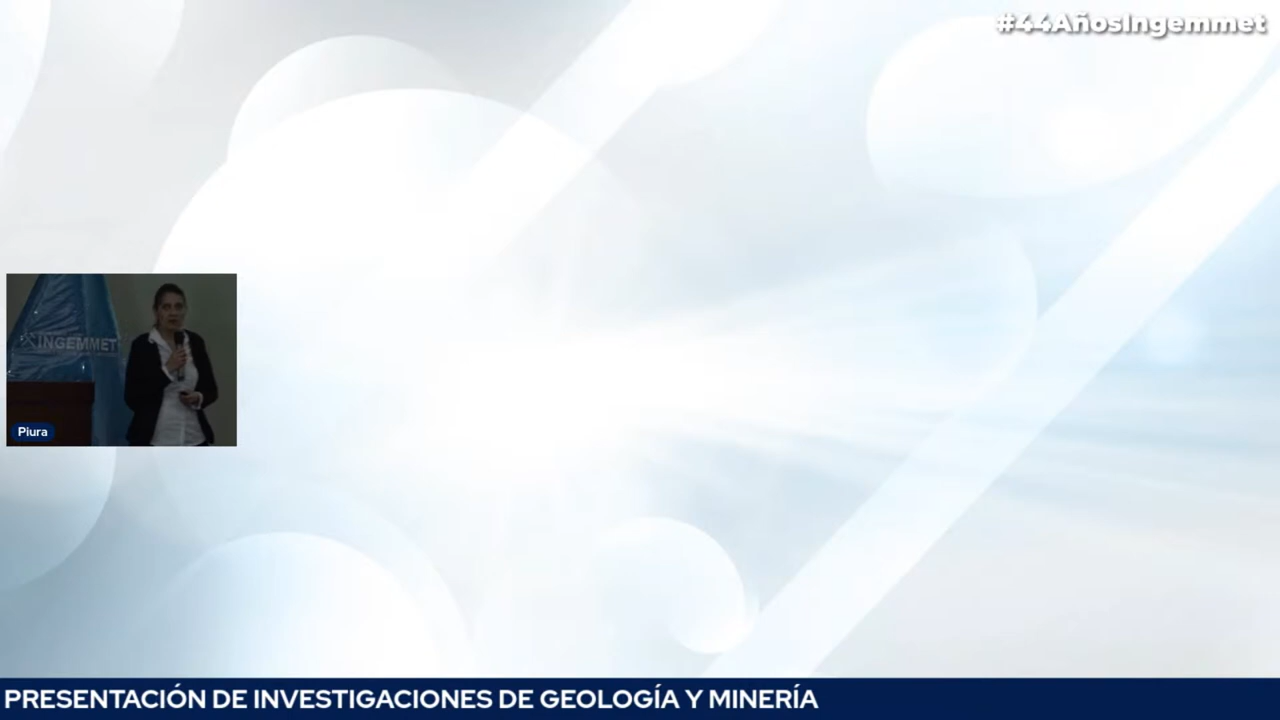 #44AñosIngemmet
INGEMMET
Piura
PRESENTACIÓN DE INVESTIGACIONES DE GEOLOGÍA Y MINERÍA